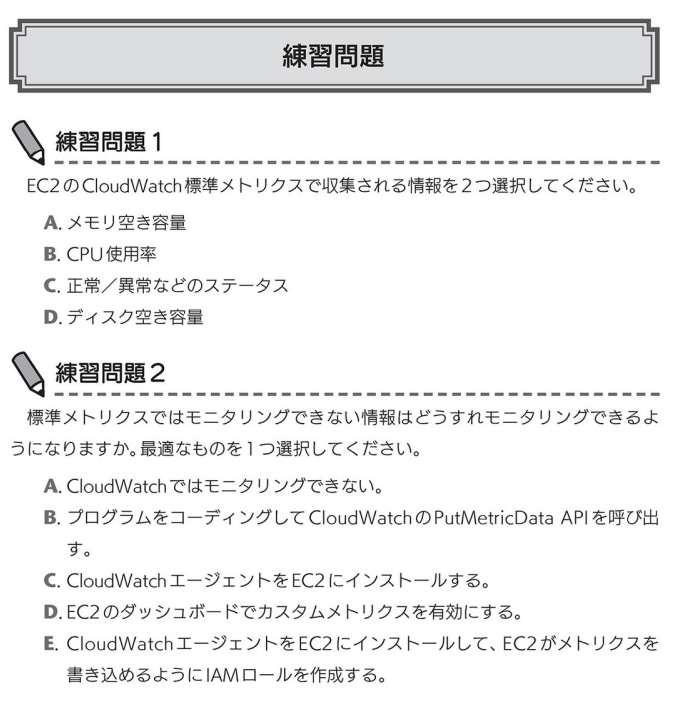 練習問題
練習問題1
EC2のCloudWatch標準メトリクスで収集される情報を2つ選択してください。
A. メモリ空き容量
B. CPU使用率
C. 正常／異常などのステータス
D. ディスク空き容量
練習問題2
標準メトリクスではモニタリングできない情報はどうすれモニタリングできるよ
うになりますか。最適なものを1つ選択してください。
A. CloudWatchではモニタリングできない。
B. プログラムをコーディングしてCloudWatchのPutMetricData APIを呼び出
す。
C. CloudWatchエージェントをEC2にインストールする。
D. EC2のダッシュボードでカスタムメトリクスを有効にする。
E. CloudWatchエージェントをEC2にインストールして、EC2がメトリクスを
書き込めるようにIAMロールを作成する。